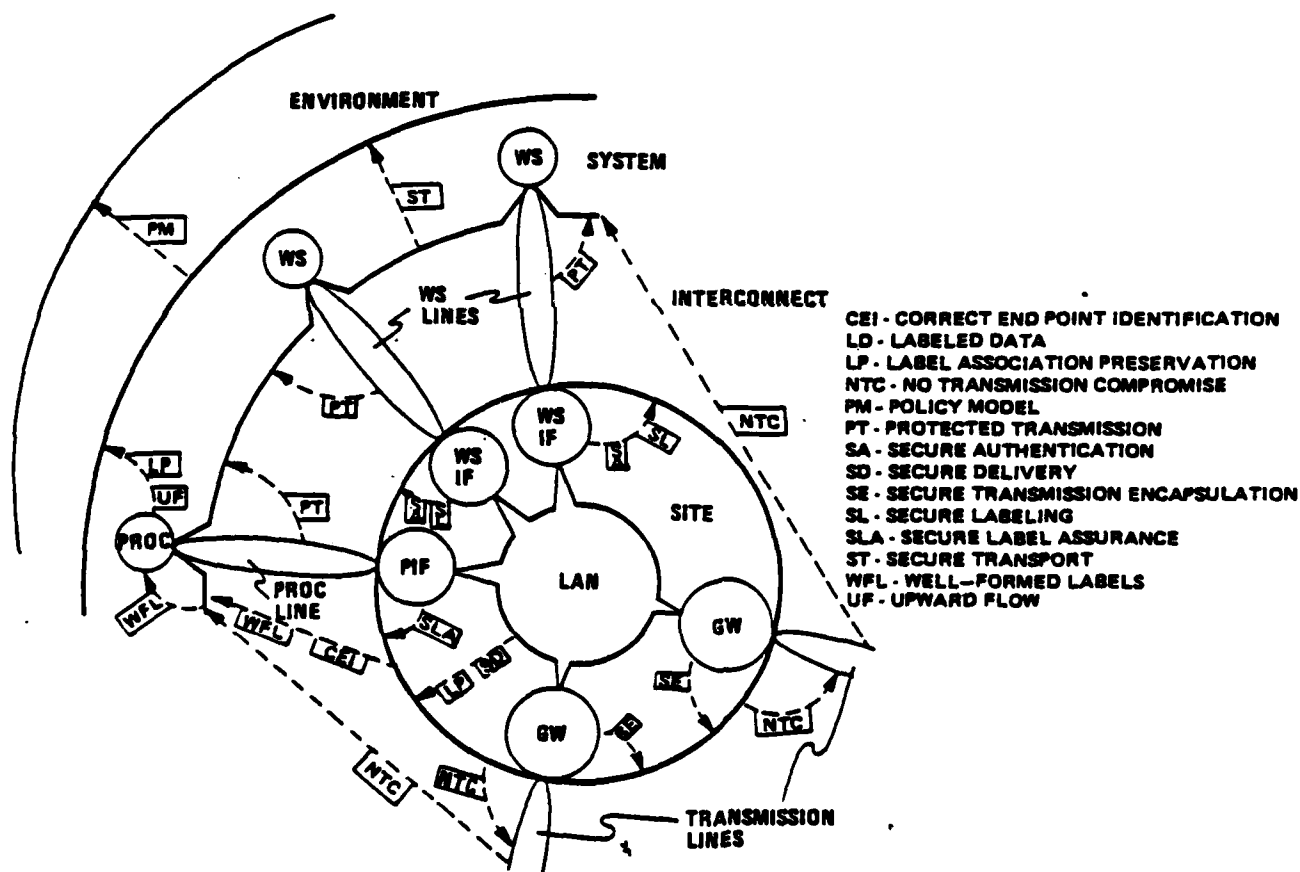 ENVIRONMENT
WS
SYSTEM
ST
PM
WS
PT
WS
LINES
INTERCONNECT
PT
NTC
WS
IF
SA
SL
WS
IF
LP
UF
PT
SITE
PROC
PIF
LAN
PROC
LINE
WFL
WFL
CEI
SLA
LP
SD
GW
SE
GW
NTC
NTC
NTC
TRANSMISSION
LINES
CEI - CORRECT END POINT IDENTIFICATION
LD - LABELED DATA
LP - LABEL ASSOCIATION PRESERVATION
NTC - NO TRANSMISSION COMPROMISE
PM - POLICY MODEL
PT - PROTECTED TRANSMISSION
SA - SECURE AUTHENTICATION
SD - SECURE DELIVERY
SE - SECURE TRANSMISSION ENCAPSULATION
SL - SECURE LABELING
SLA - SECURE LABEL ASSURANCE
ST - SECURE TRANSPORT
WFL - WELL-FORMED LABELS
UF - UPWARD FLOW